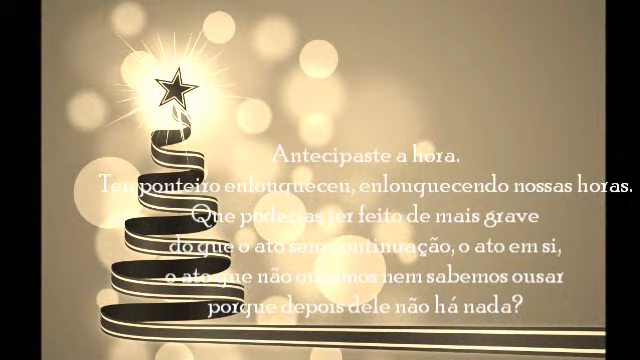 Antecipaste a hora.
Teu ponteiro enlouqueceu, enlouquecendo nossas horas.
Que poderias ter feito de mais grave
do que o ato sem continuação, o ato em si,
o ato que não ousamos nem sabemos ousar
porque depois dele não há nada?